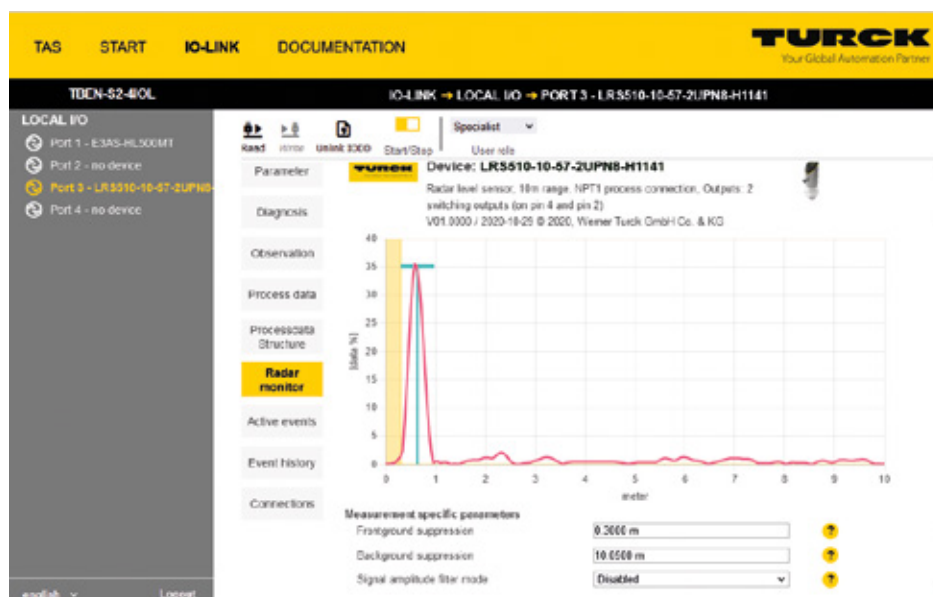 TAS START IO-LINK DOCUMENTATION
TURCK
Your Global Automation Partner
TBEN-S2-4IOL
IO-LINK → LOCAL I/O → PORT 3 - LRS510-10-57-2UPN8-H1141
LOCAL I/O
Port 1 - E3AS-HL500MT
Port 2 - no device
Port 3 - LRS510-10-57-2UPN8-
Port 4 - no device
english
Logout
Read Write Unlink IODD Start/Stop
Specialist
User role
Parameter
Diagnosis
Observation
Process data
Processdata
Structure
Radar
monitor
Active events
Event history
Connections
TURCK
Device: LRS510-10-57-2UPN8-H1141
Radar level sensor, 10m range. NPT1 process connection, Outputs: 2
switching outputs (on pin 4 and pin 2)
V01.0000 / 2020-10-25 © 2020, Werner Turck GmbH Co. & KG
[data %]
40
35
30
25
20
15
10
5
0
0 1 2 3 4 5 6 7 8 9 10
meter
Measurement specific parameters
Frontground suppression 0.3000 m ?
Background suppression 10.0500 m ?
Signal amplitude filter mode Disabled ?